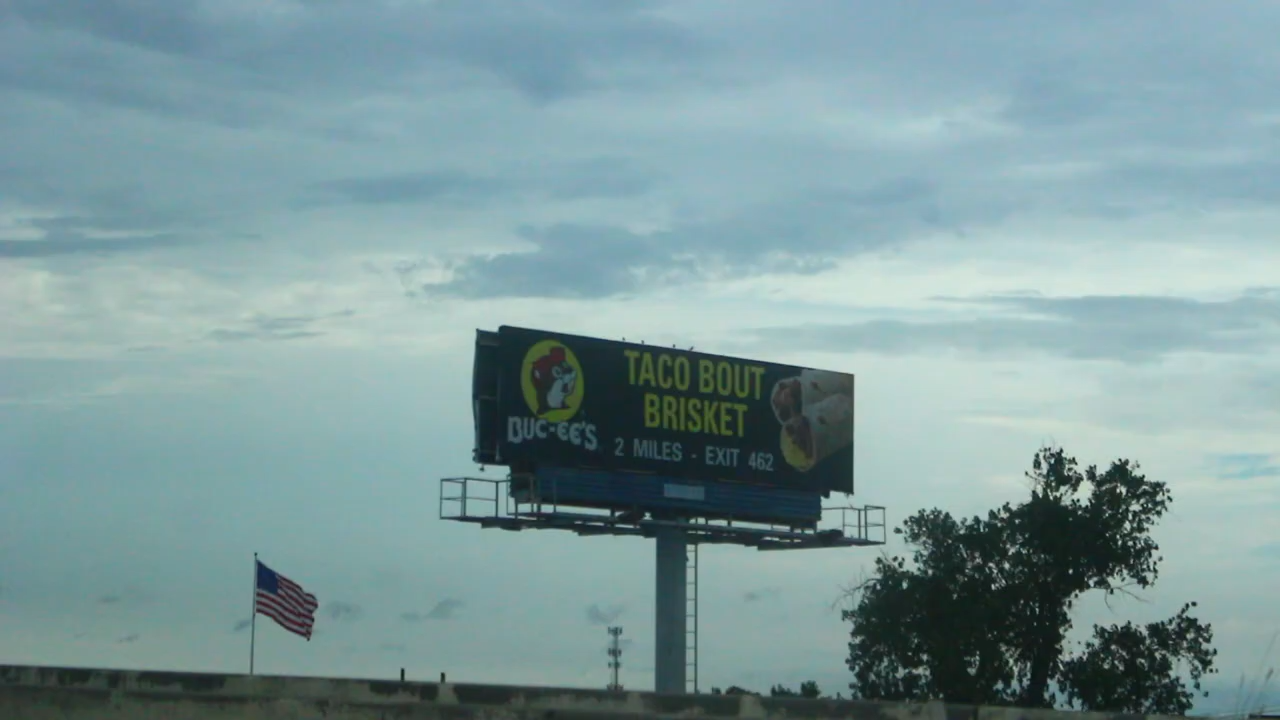 TACO BOUT
BRISKET
BUC-EE'S
2 MILES - EXIT 462